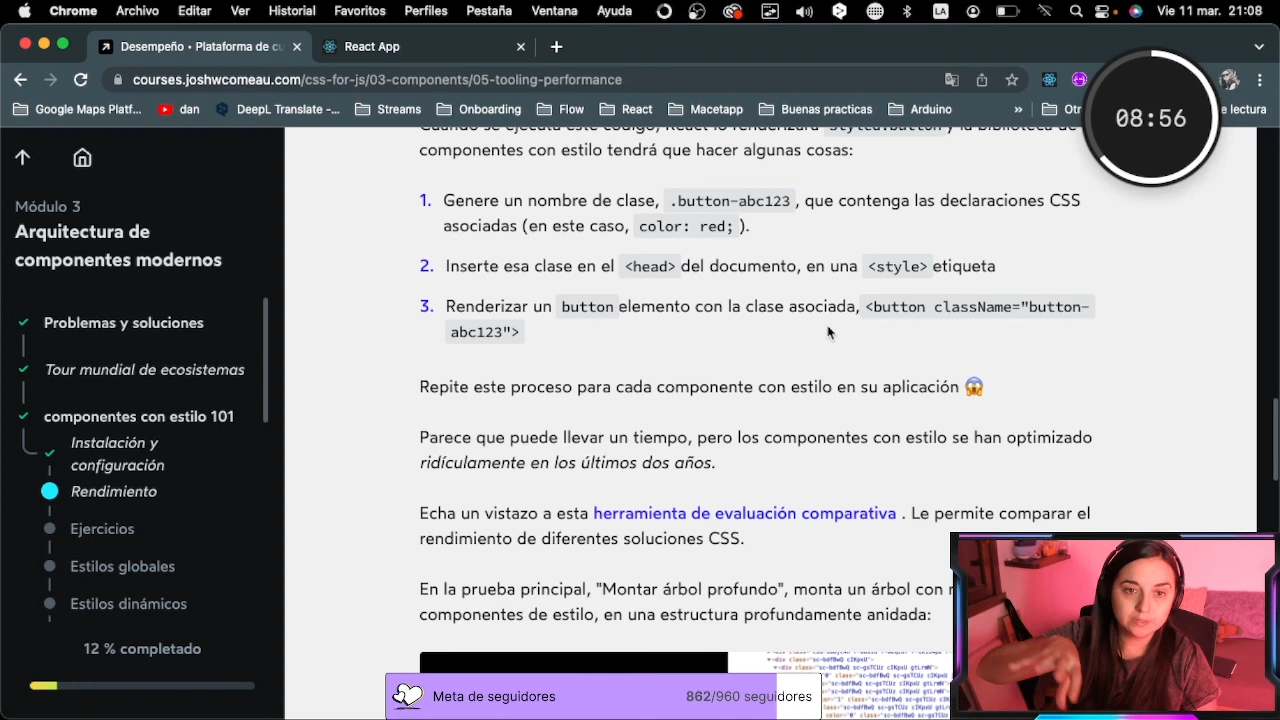 Chrome Archivo Editar Ver Historial Favoritos Perfiles Pestaña Ventana Ayuda LA Vie 11 mar. 21:08
Desempeño • Plataforma de cu
React App
courses.joshwcomeau.com/css-for-js/03-components/05-tooling-performance
Google Maps Platf... dan DeepL Translate -... Streams Onboarding Flow React Macetapp Buenas practicas Arduino » Otr e lectura
08:56
componentes con estilo tendrá que hacer algunas cosas:
1. Genere un nombre de clase, .button-abc123 , que contenga las declaraciones CSS
asociadas (en este caso, color: red; ).
2. Inserte esa clase en el <head> del documento, en una <style> etiqueta
3. Renderizar un button elemento con la clase asociada, <button className="button-
abc123">
Repite este proceso para cada componente con estilo en su aplicación 😱
Parece que puede llevar un tiempo, pero los componentes con estilo se han optimizado
ridículamente en los últimos dos años.
Echa un vistazo a esta herramienta de evaluación comparativa . Le permite comparar el
rendimiento de diferentes soluciones CSS.
En la prueba principal, "Montar árbol profundo", monta un árbol con
componentes de estilo, en una estructura profundamente anidada:
Módulo 3
Arquitectura de
componentes modernos
Problemas y soluciones
Tour mundial de ecosistemas
componentes con estilo 101
Instalación y
configuración
Rendimiento
Ejercicios
Estilos globales
Estilos dinámicos
12 % completado
862/960 seguidores